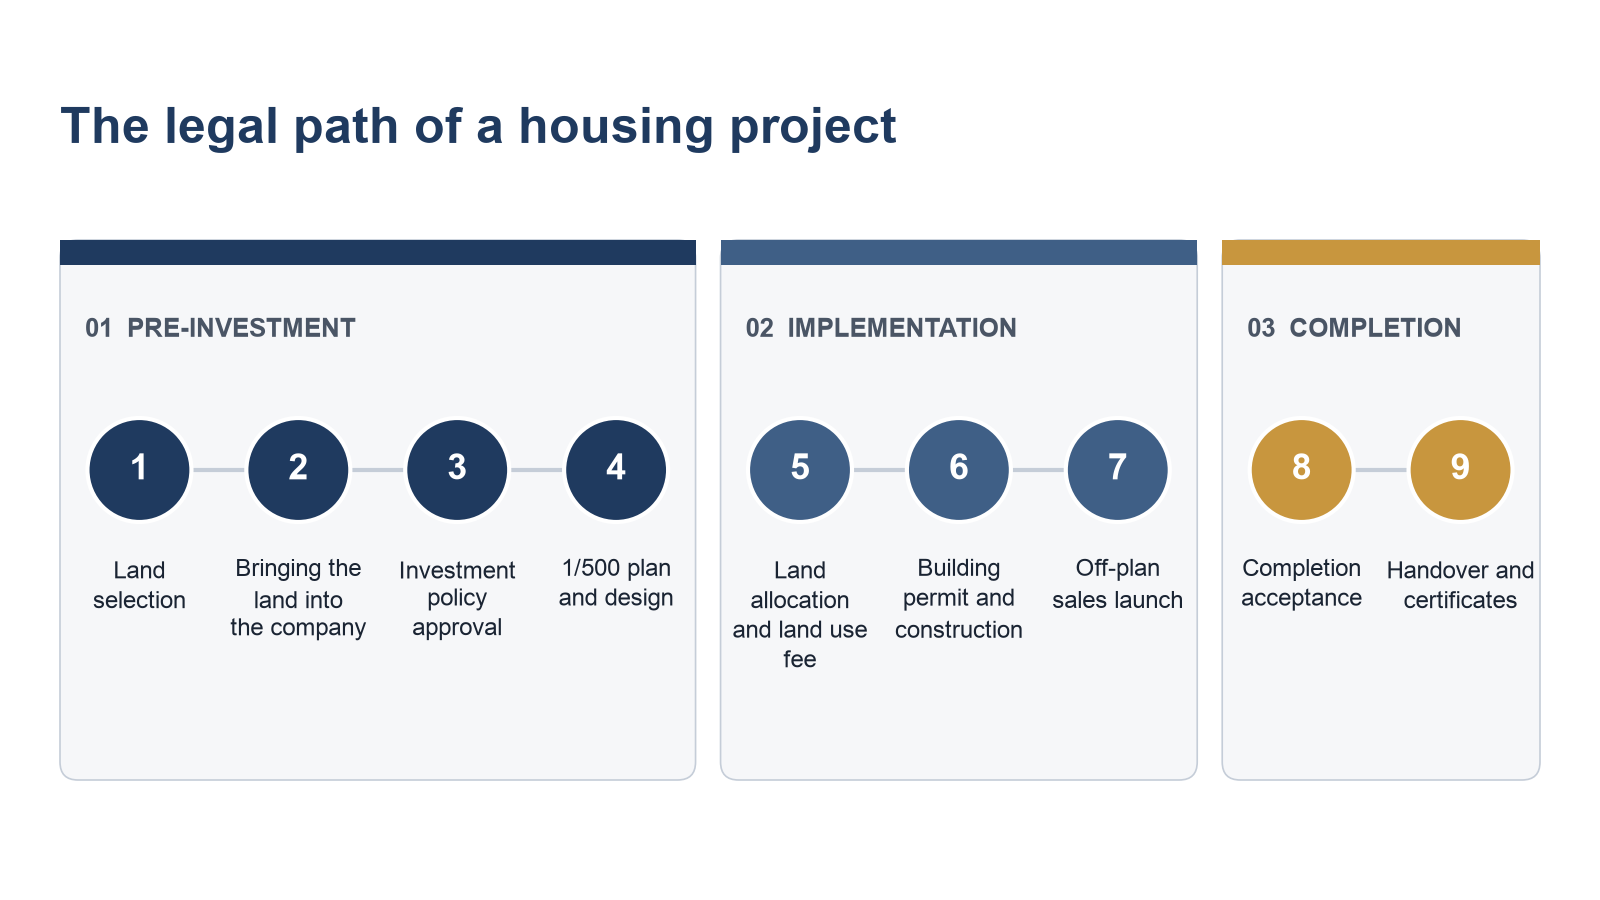 The legal path of a housing project
01 PRE-INVESTMENT
1
2
3
4
Land
selection
Bringing the
land into
the company
Investment
policy
approval
1/500 plan
and design
02 IMPLEMENTATION
5
6
7
Land
allocation
and land use
fee
Building
permit and
construction
Off-plan
sales launch
03 COMPLETION
8
9
Completion
acceptance
Handover and
certificates